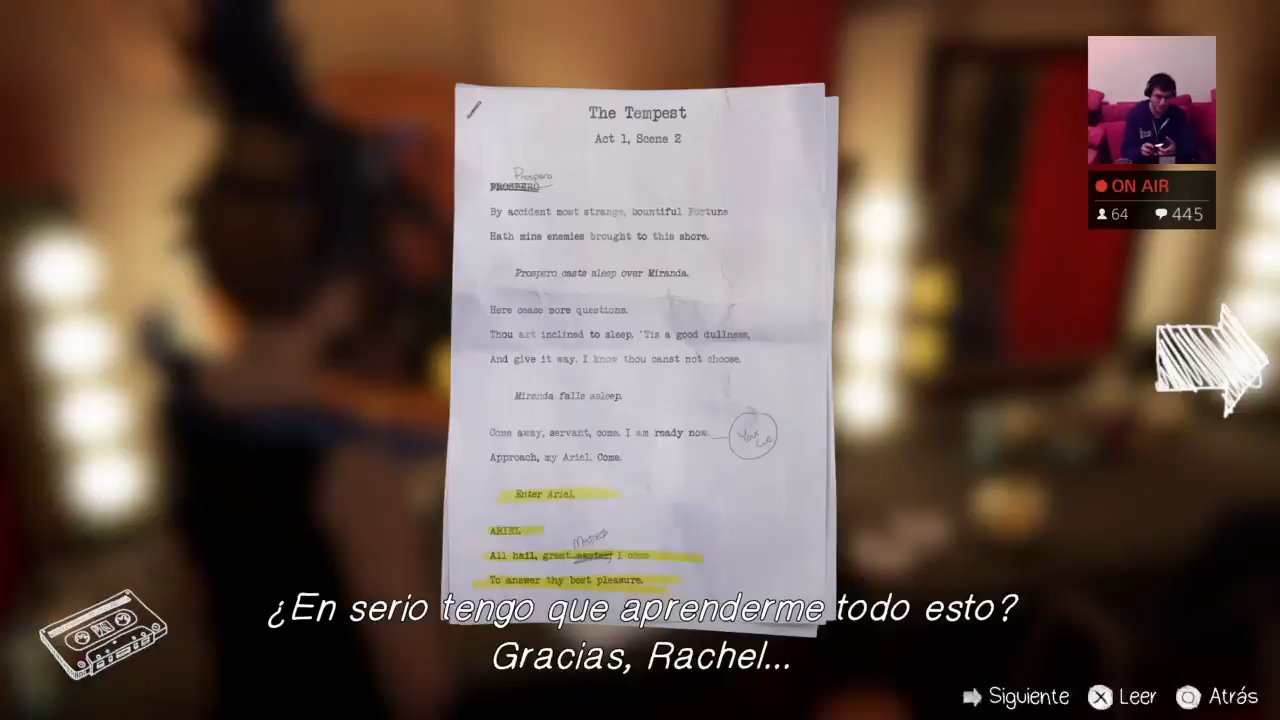 The Tempest
Act 1, Scene 2
Prospero
PROSPERO
By accident most strange, bountiful Fortune
Hath mine enemies brought to this shore.
Prospero casts sleep over Miranda.
Here cease more questions.
Thou art inclined to sleep. 'Tis a good dullness,
And give it way. I know thou canst not choose.
Miranda falls asleep.
Come away, servant, come. I am ready now.
Approach, my Ariel. Come.
Enter Ariel.
ARIEL
All hail, great master, I come
To answer thy best pleasure.
ON AIR
64 445
¿En serio tengo que aprenderme todo esto?
Gracias, Rachel...
Siguiente Leer Atrás